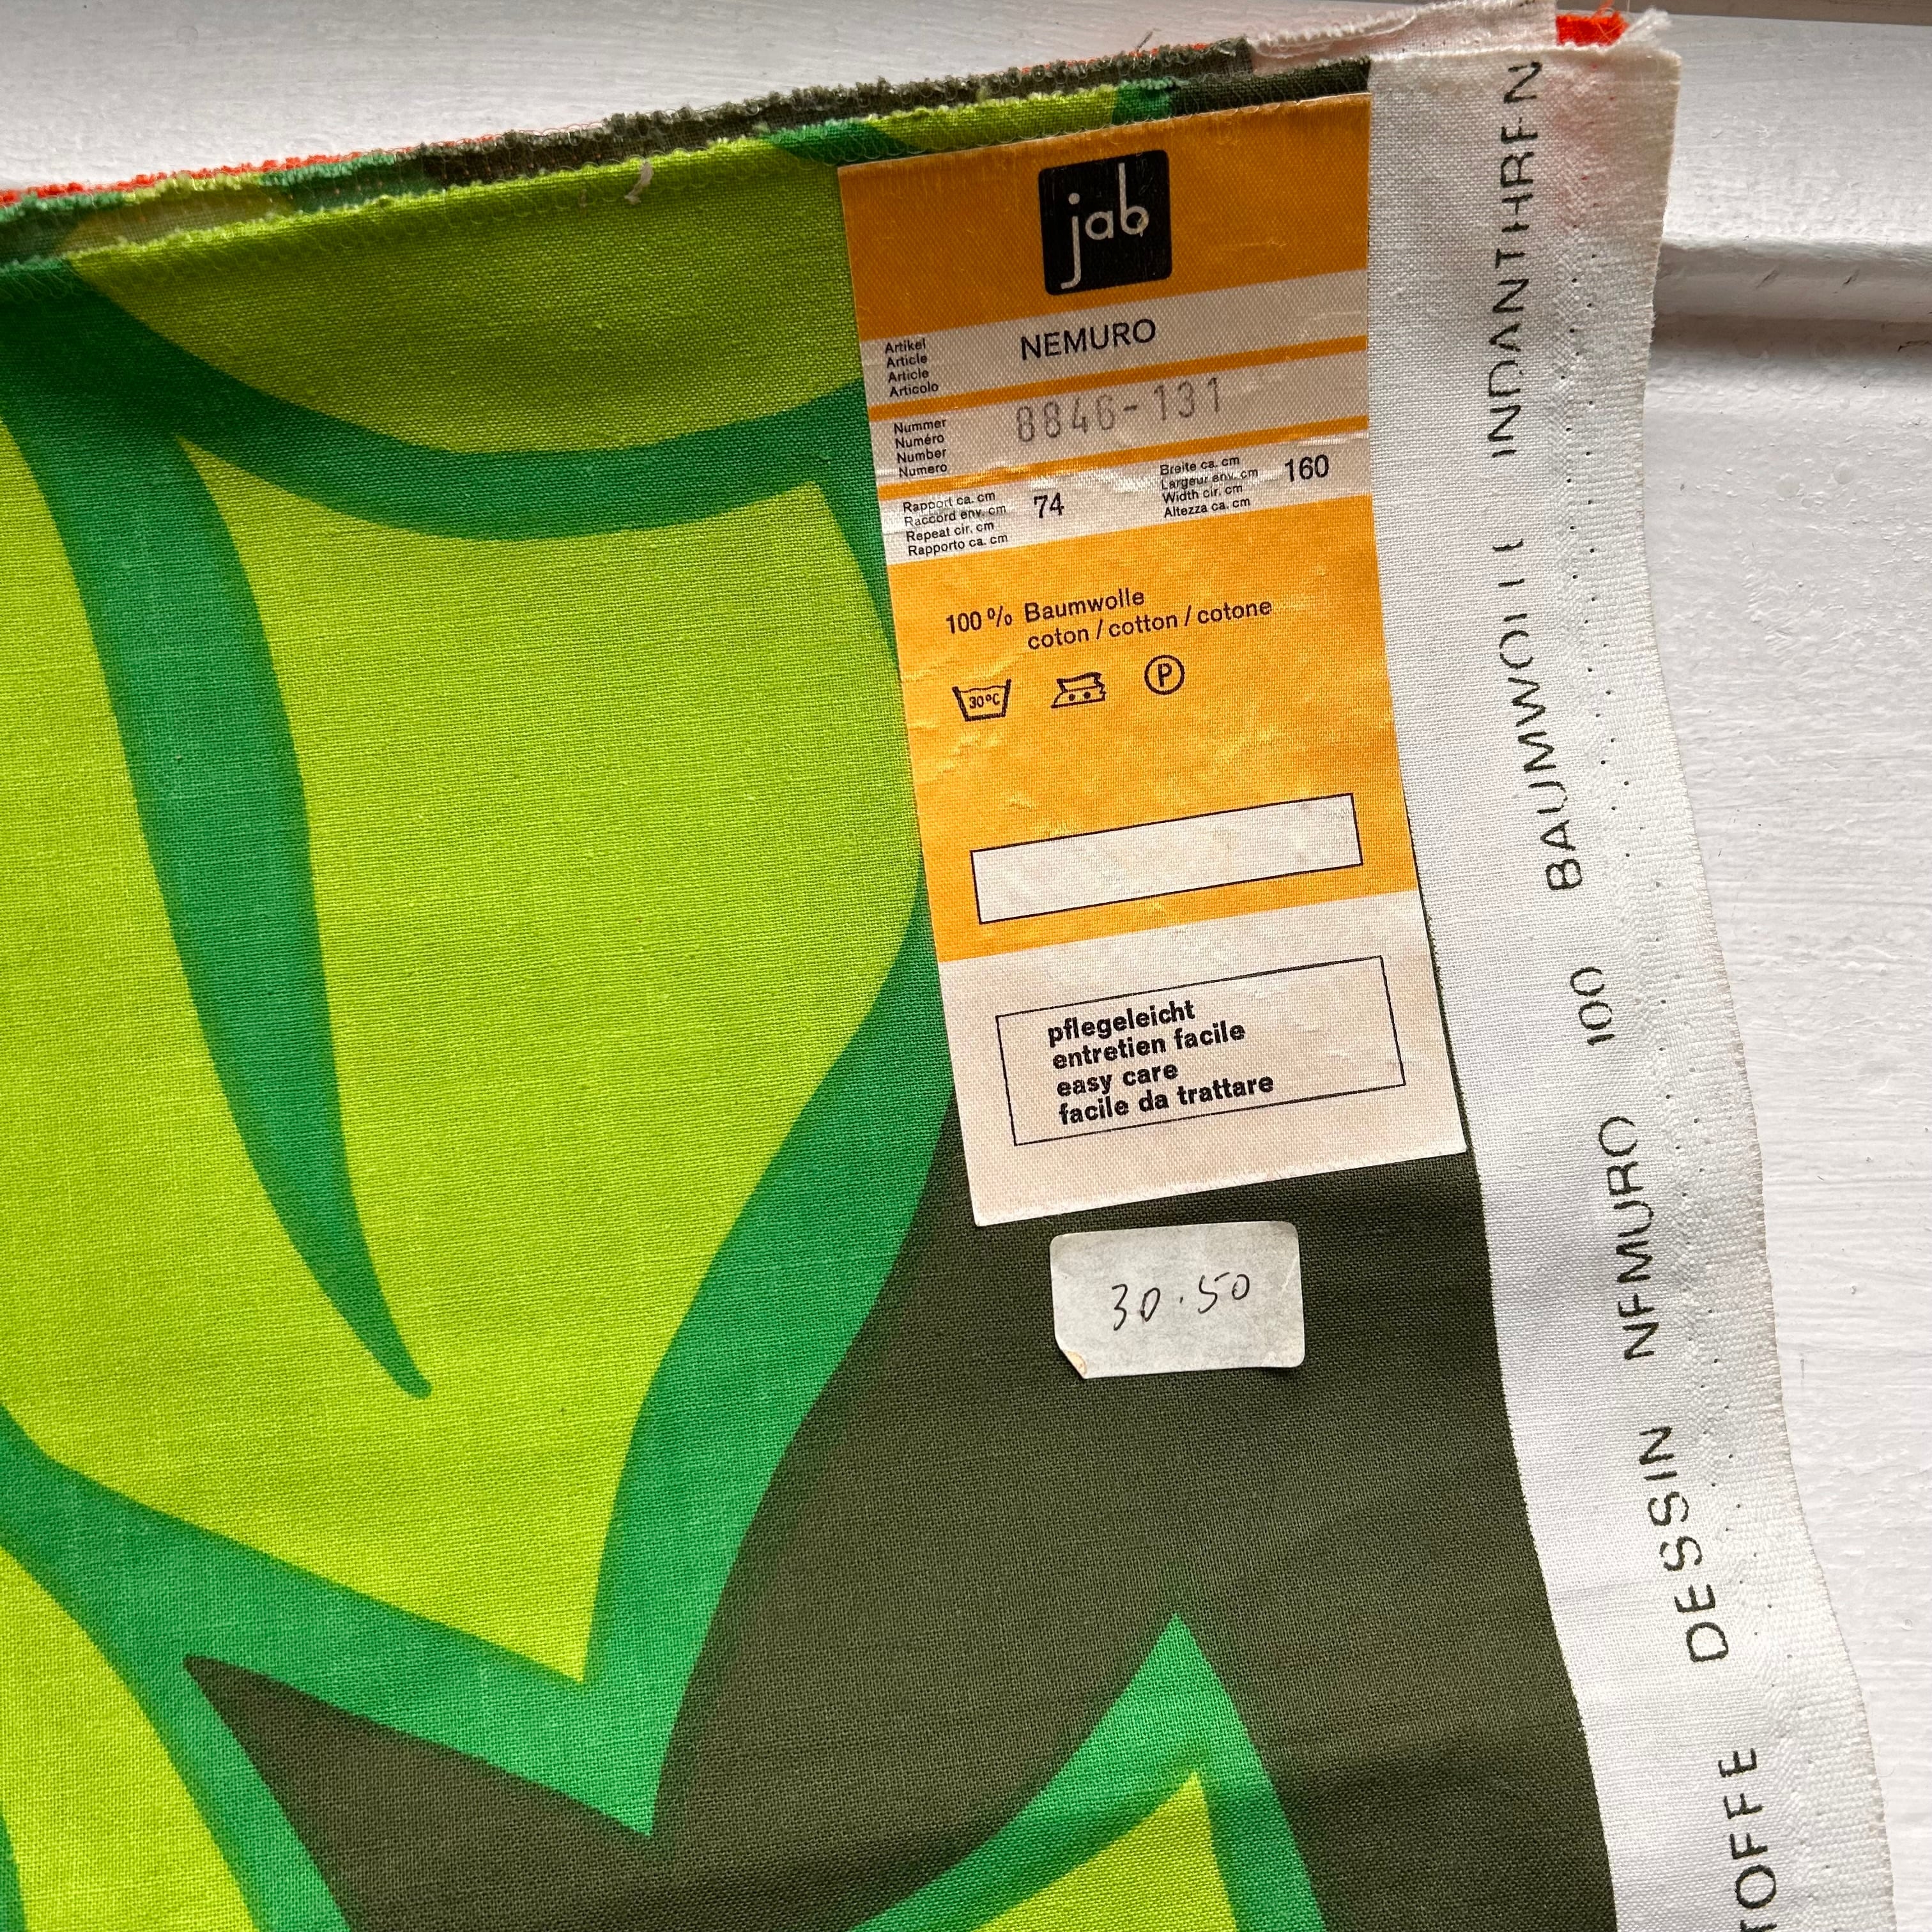 jab
Artikel
Article
Article
Articolo
NEMURO
Nummer
Numéro
Number
Numero
8846-131
Rapport ca. cm
Raccord env. cm
Repeat cir. cm
Rapporto ca. cm
74
Breite ca. cm
Largeur env. cm
Width cir. cm
Altezza ca. cm
160
100% Baumwolle
coton / cotton / cotone
30°C
P
pflegeleicht
entretien facile
easy care
facile da trattare
30.50
TOFFE DESSIN NEMURO 100 BAUMWOLLE INDANTHREN